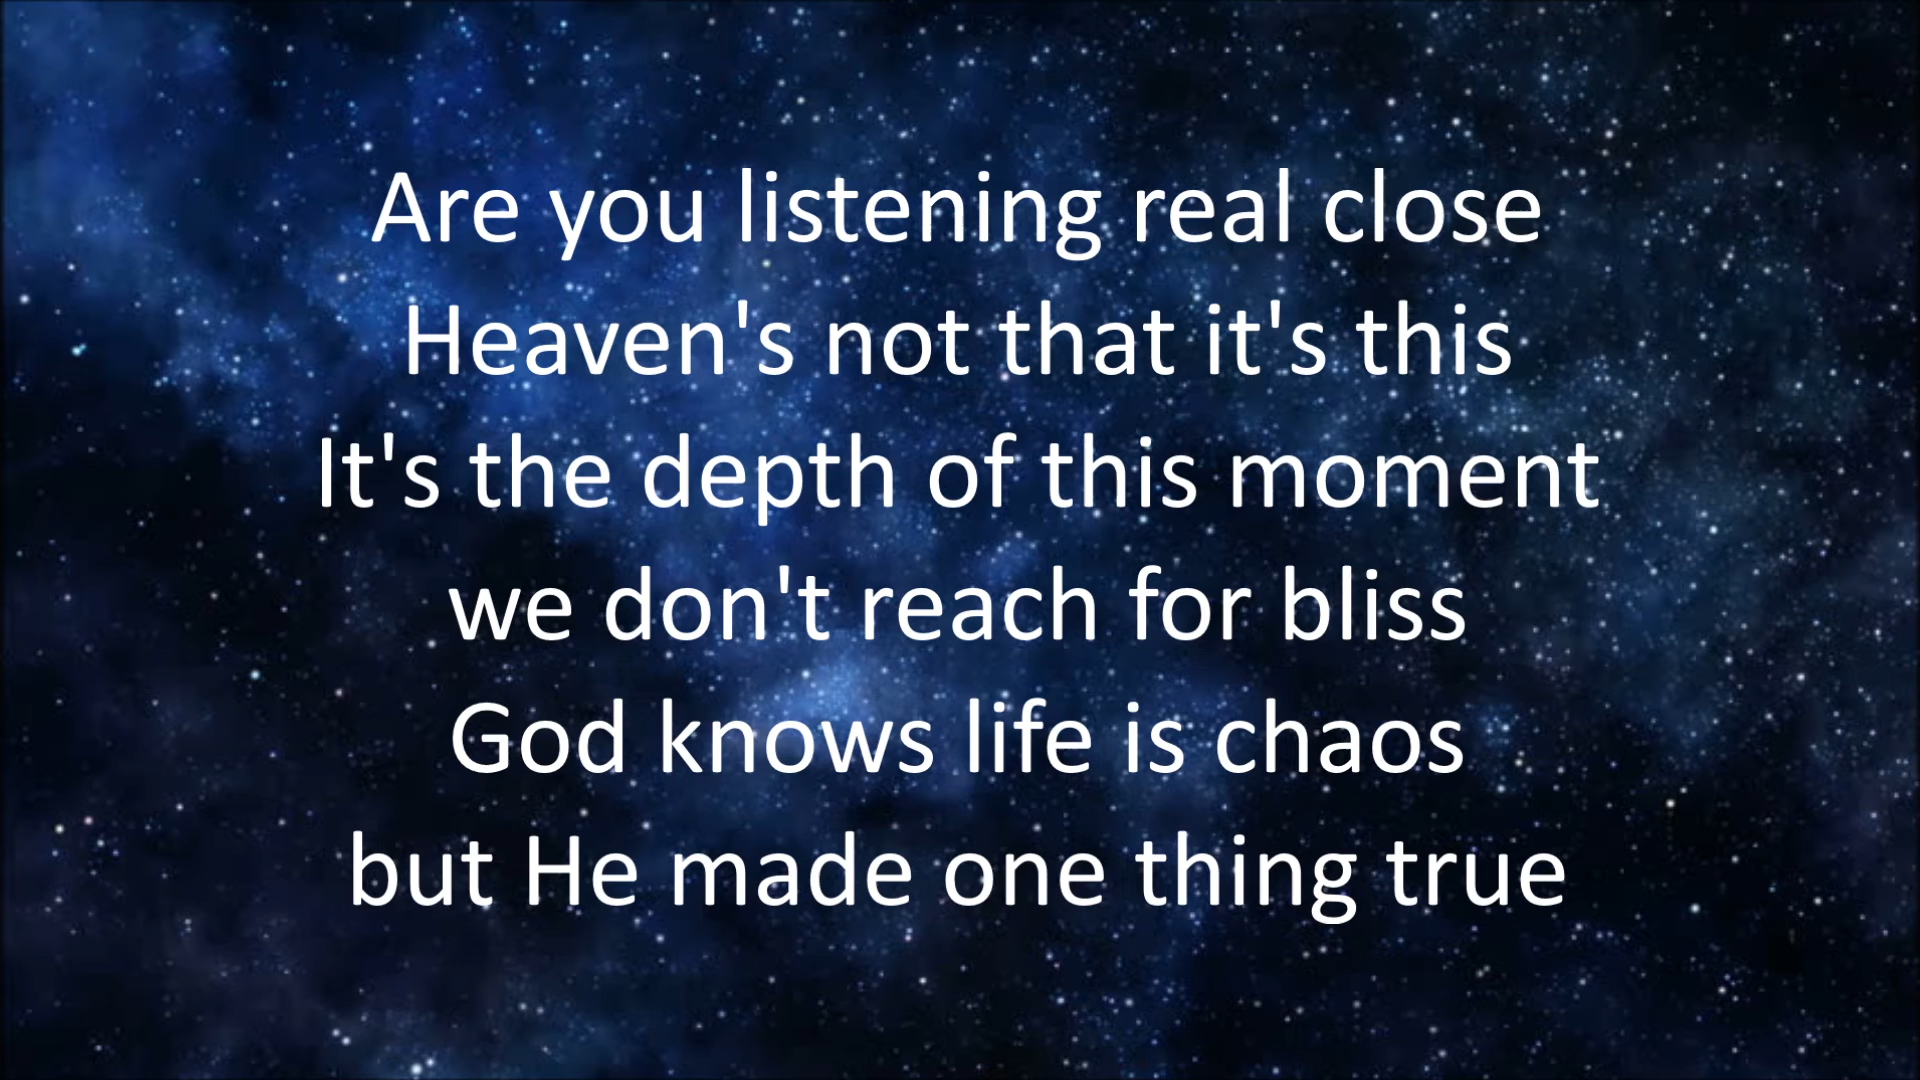 Are you listening real close
Heaven's not that it's this
It's the depth of this moment
we don't reach for bliss
God knows life is chaos
but He made one thing true